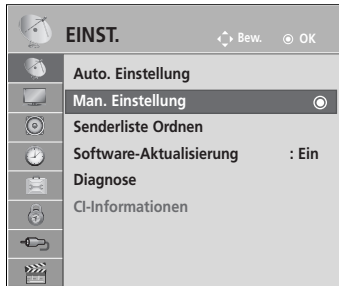 EINST. Bew. OK
Auto. Einstellung
Man. Einstellung
Senderliste Ordnen
Software-Aktualisierung : Ein
Diagnose
CI-Informationen